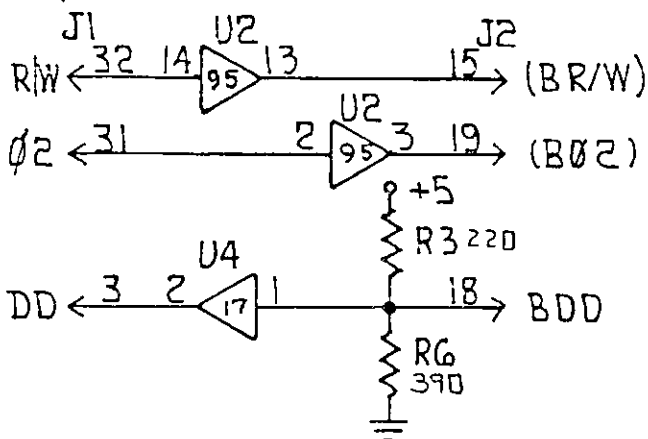 J1 U2 J2
R/W 32 14 95 13 15 (BR/W)
U2
Ø2 31 2 95 3 19 (BØ2)
+5
R3 220
U4
DD 3 2 17 1 18 BDD
R6
390